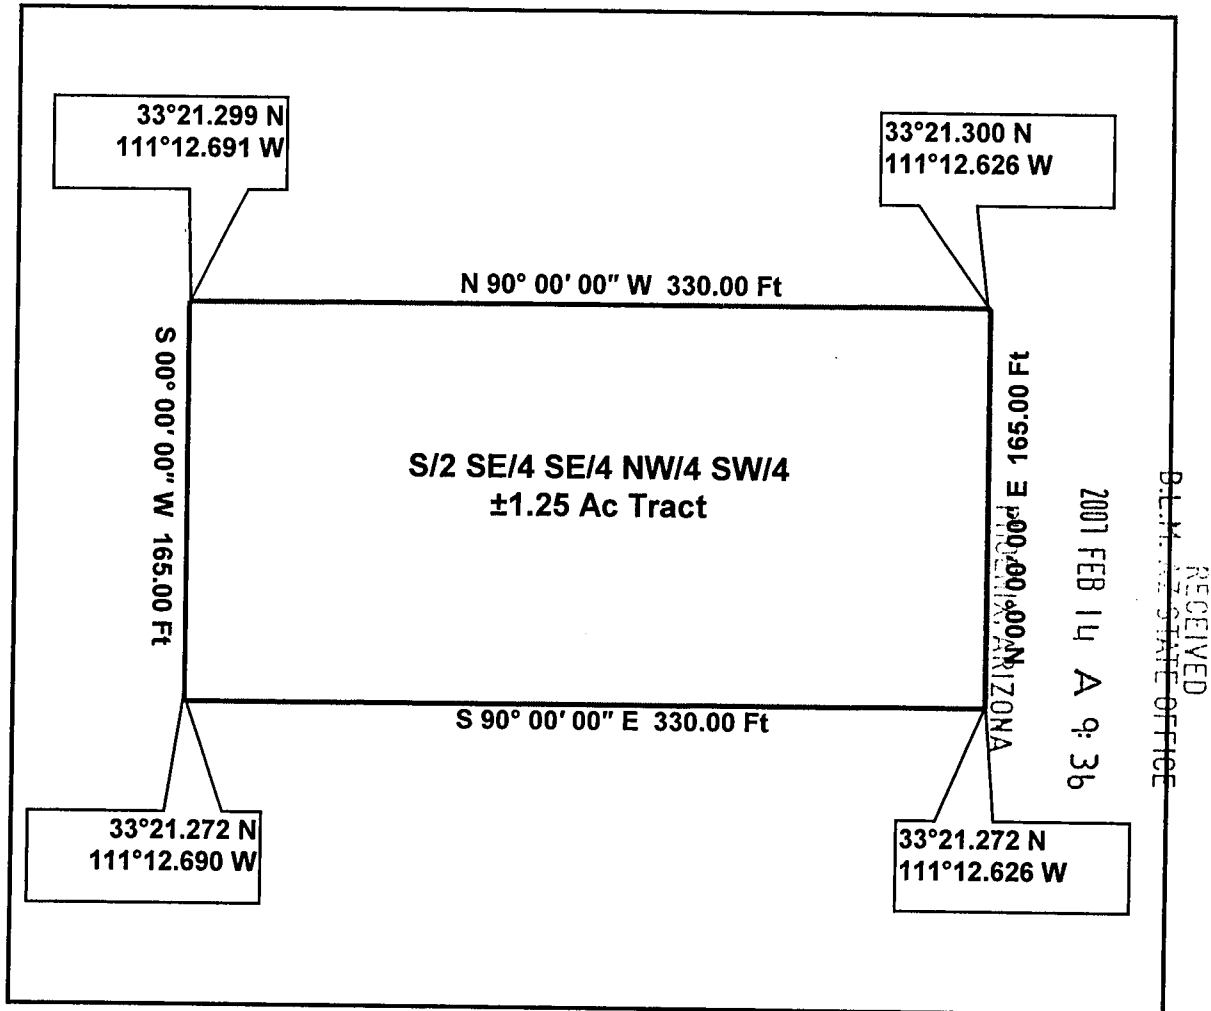 33°21.299 N
111°12.691 W
33°21.300 N
111°12.626 W
N 90° 00' 00" W 330.00 Ft
S 00° 00' 00" W 165.00 Ft
S/2 SE/4 SE/4 NW/4 SW/4
±1.25 Ac Tract
N 00° 00' 00" E 165.00 Ft
S 90° 00' 00" E 330.00 Ft
33°21.272 N
111°12.690 W
33°21.272 N
111°12.626 W
RECEIVED
B.L.M. AZ STATE OFFICE
2007 FEB 14 A 9:36
PHOENIX, ARIZONA